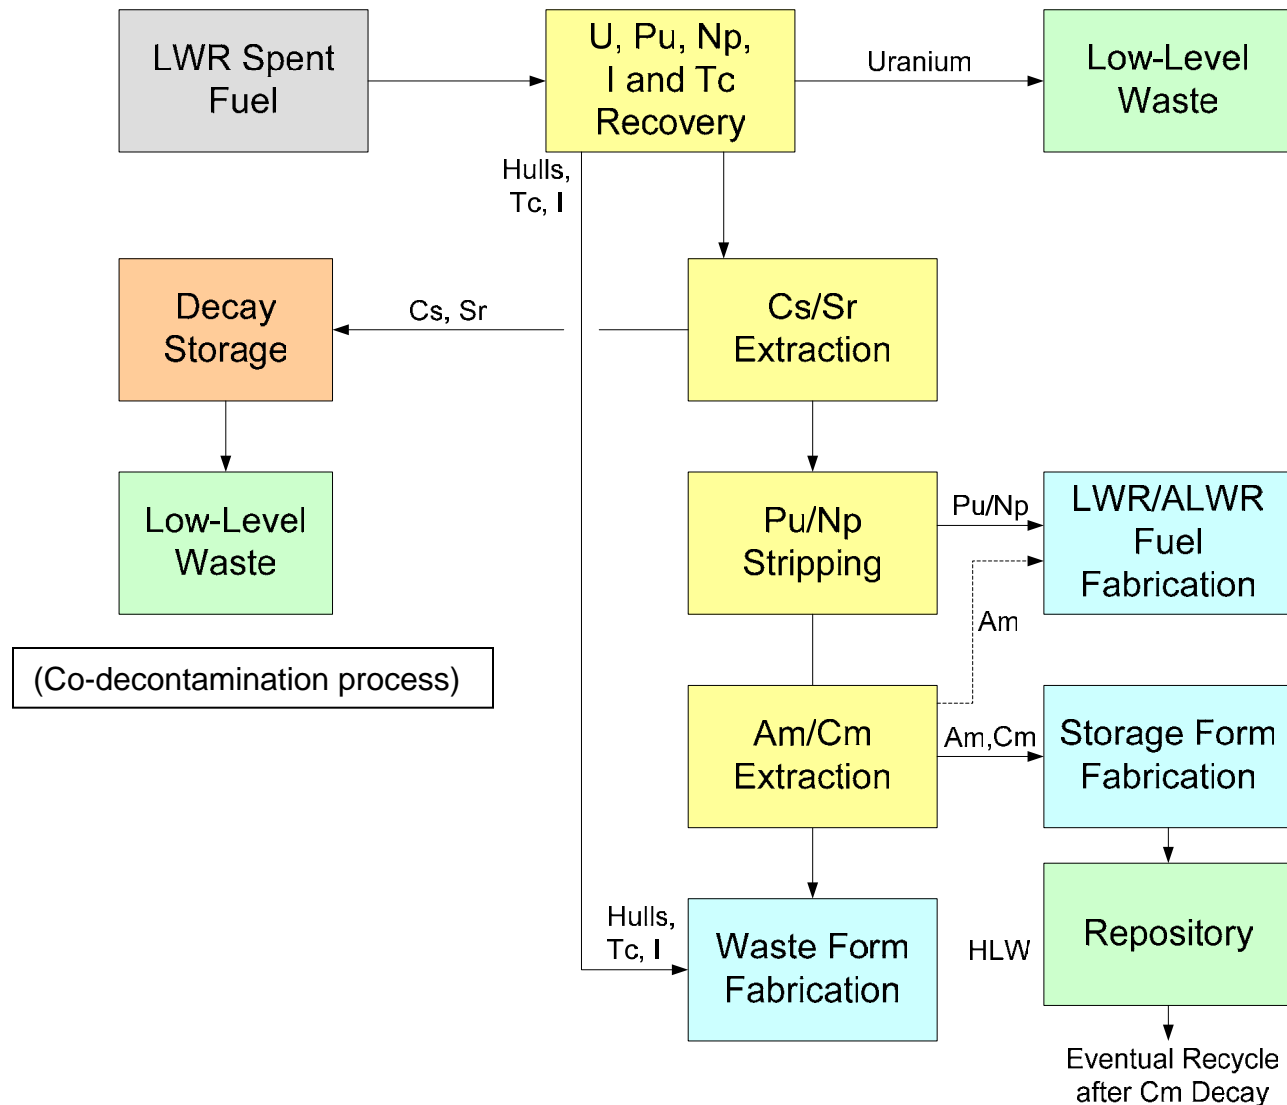 LWR Spent
Fuel
U, Pu, Np,
I and Tc
Recovery
Uranium
Low-Level
Waste
Hulls,
Tc, I
Decay
Storage
Cs, Sr
Cs/Sr
Extraction
Low-Level
Waste
Pu/Np
Stripping
Pu/Np
LWR/ALWR
Fuel
Fabrication
Am
(Co-decontamination process)
Am/Cm
Extraction
Am,Cm
Storage Form
Fabrication
Hulls,
Tc, I
Waste Form
Fabrication
HLW
Repository
Eventual Recycle
after Cm Decay